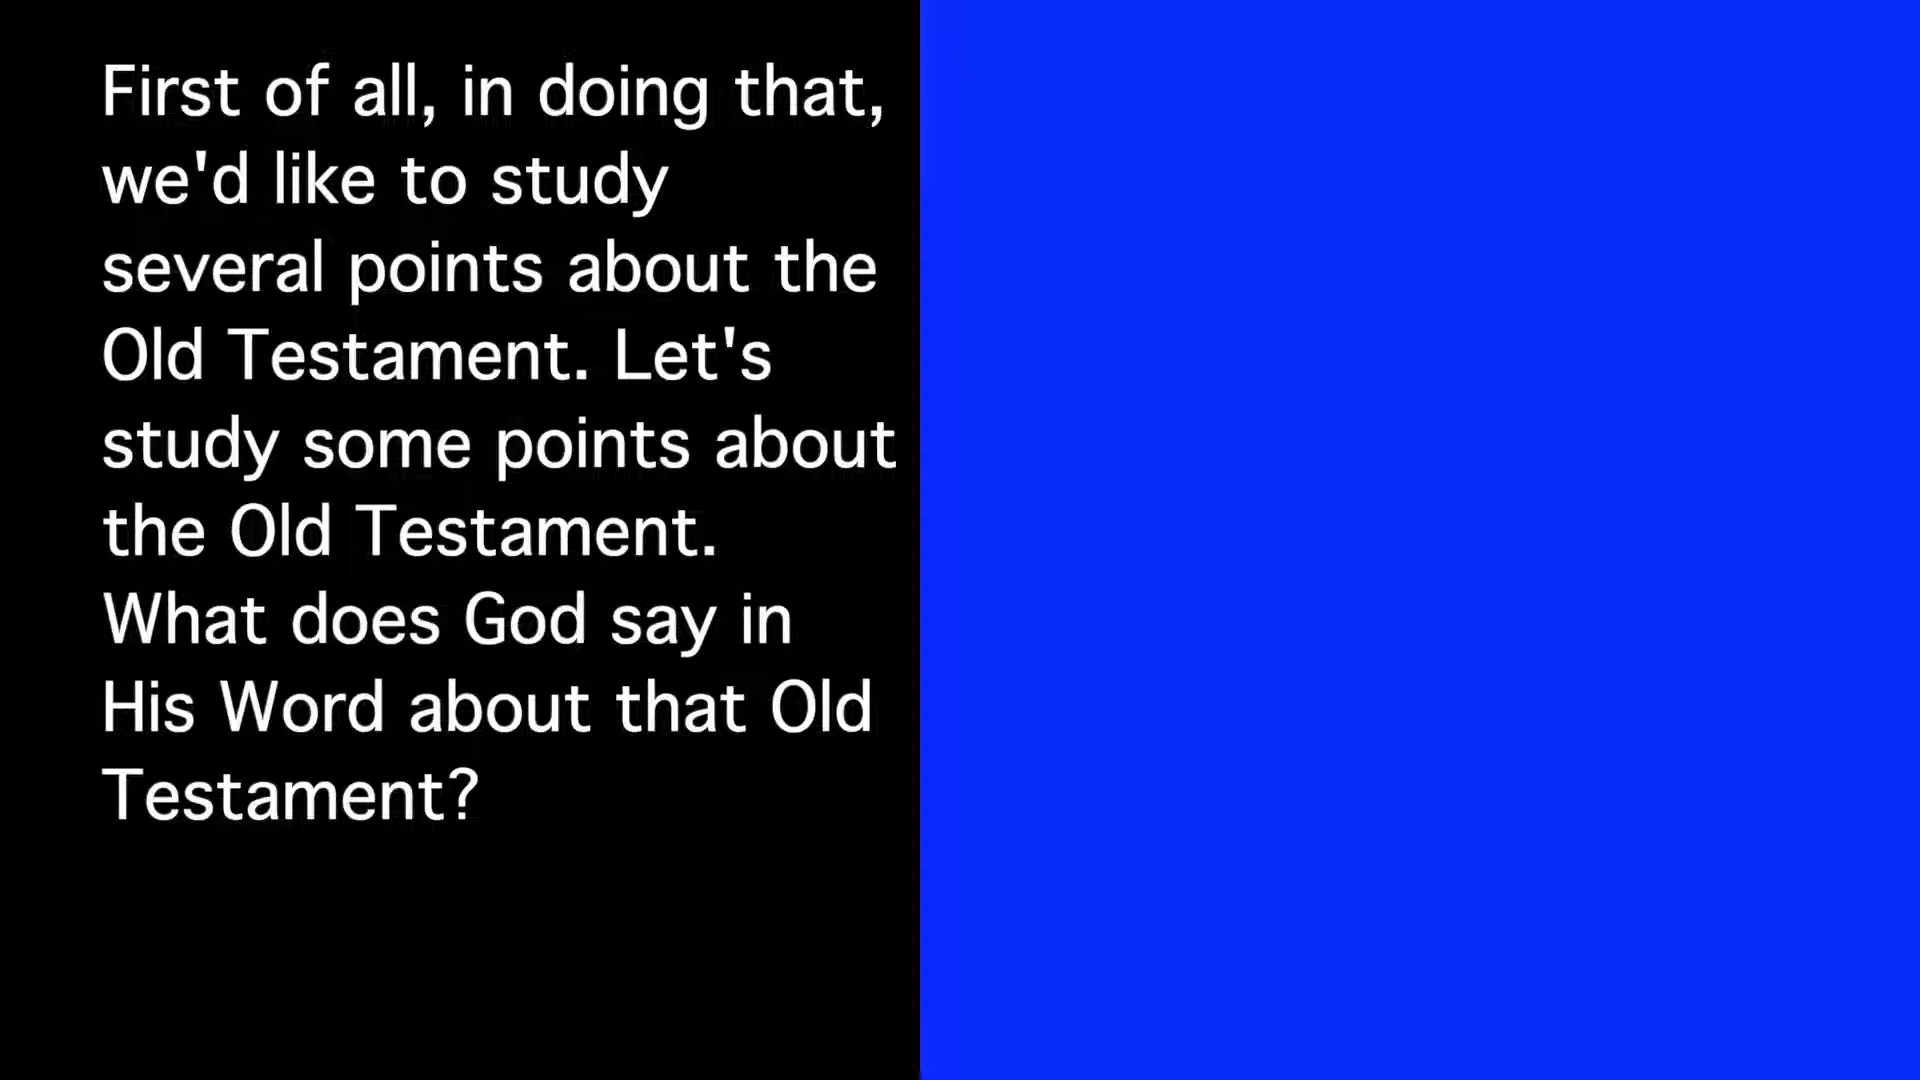 First of all, in doing that,
we'd like to study
several points about the
Old Testament. Let's
study some points about
the Old Testament.
What does God say in
His Word about that Old
Testament?